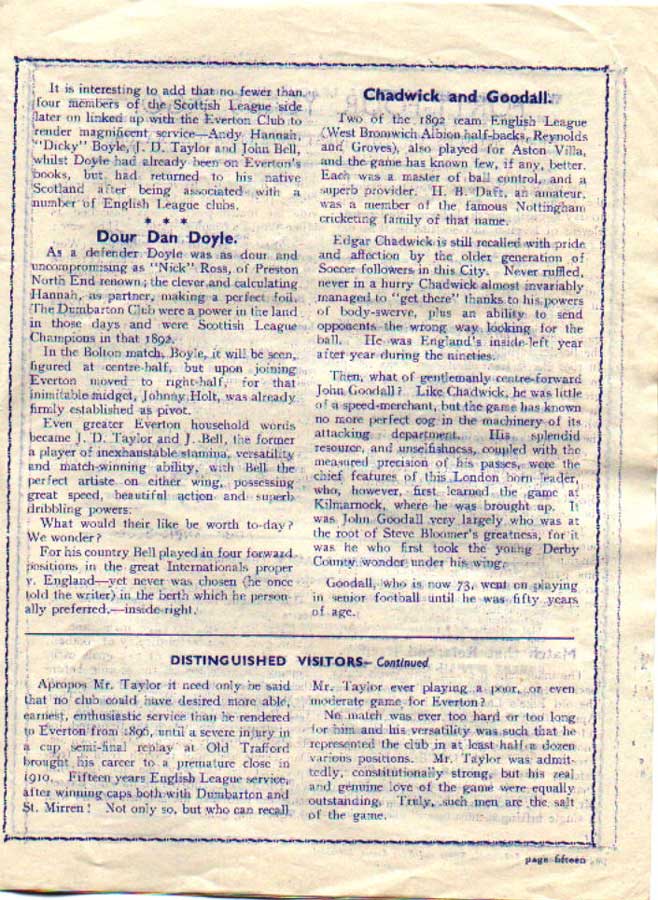 It is interesting to add that no fewer than
four members of the Scottish League side
later on linked up with the Everton Club to
render magnificent service—Andy Hannah,
"Dicky" Boyle, J. D. Taylor and John Bell,
whilst Doyle had already been on Everton's
books, but had returned to his native
Scotland after being associated with a
number of English League clubs.
* * *
Dour Dan Doyle.
As a defender Doyle was as dour and
uncompromising as "Nick" Ross, of Preston
North End renown; the clever and calculating
Hannah, as partner, making a perfect foil.
The Dumbarton Club were a power in the land
in those days and were Scottish League
Champions in that 1892.
In the Bolton match, Boyle, it will be seen,
figured at centre-half, but upon joining
Everton moved to right-half, for that
inimitable midget, Johnny Holt, was already
firmly established as pivot.
Even greater Everton household words
became J. D. Taylor and J. Bell, the former
a player of inexhaustable stamina, versatility
and match-winning ability, with Bell the
perfect artiste on either wing, possessing
great speed, beautiful action and superb
dribbling powers.
What would their like be worth to-day?
We wonder?
For his country Bell played in four forward
positions in the great Internationals proper
v. England—yet never was chosen (he once
told the writer) in the berth which he person-
ally preferred,—inside-right.
Chadwick and Goodall.
Two of the 1892 team English League
(West Bromwich Albion half-backs, Reynolds
and Groves), also played for Aston Villa,
and the game has known few, if any, better.
Each was a master of ball control, and a
superb provider. H. B. Daft, an amateur,
was a member of the famous Nottingham
cricketing family of that name.
Edgar Chadwick is still recalled with pride
and affection by the older generation of
Soccer followers in this City. Never ruffled,
never in a hurry Chadwick almost invariably
managed to "get there" thanks to his powers
of body-swerve, plus an ability to send
opponents the wrong way looking for the
ball. He was England's inside-left year
after year during the nineties.
Then, what of gentlemanly centre-forward
John Goodall? Like Chadwick, he was little
of a speed-merchant, but the game has known
no more perfect cog in the machinery of its
attacking department. His splendid
resource, and unselfishness, coupled with the
measured precision of his passes, were the
chief features of this London born leader,
who, however, first learned the game at
Kilmarnock, where he was brought up. It
was John Goodall very largely who was at
the root of Steve Bloomer's greatness, for it
was he who first took the young Derby
County wonder under his wing.
Goodall, who is now 73, went on playing
in senior football until he was fifty years
of age.
DISTINGUISHED VISITORS—Continued
Apropos Mr. Taylor it need only be said
that no club could have desired more able,
earnest, enthusiastic service than he rendered
to Everton from 1896, until a severe injury in
a cup semi-final replay at Old Trafford
brought his career to a premature close in
1910. Fifteen years English League service,
after winning caps both with Dumbarton and
St. Mirren! Not only so, but who can recall
Mr. Taylor ever playing a poor, or even
moderate game for Everton?
No match was ever too hard or too long
for him and his versatility was such that he
represented the club in at least half-a dozen
various positions. Mr. Taylor was admit-
tedly, constitutionally strong, but his zeal
and genuine love of the game were equally
outstanding. Truly, such men are the salt
of the game.
page fifteen